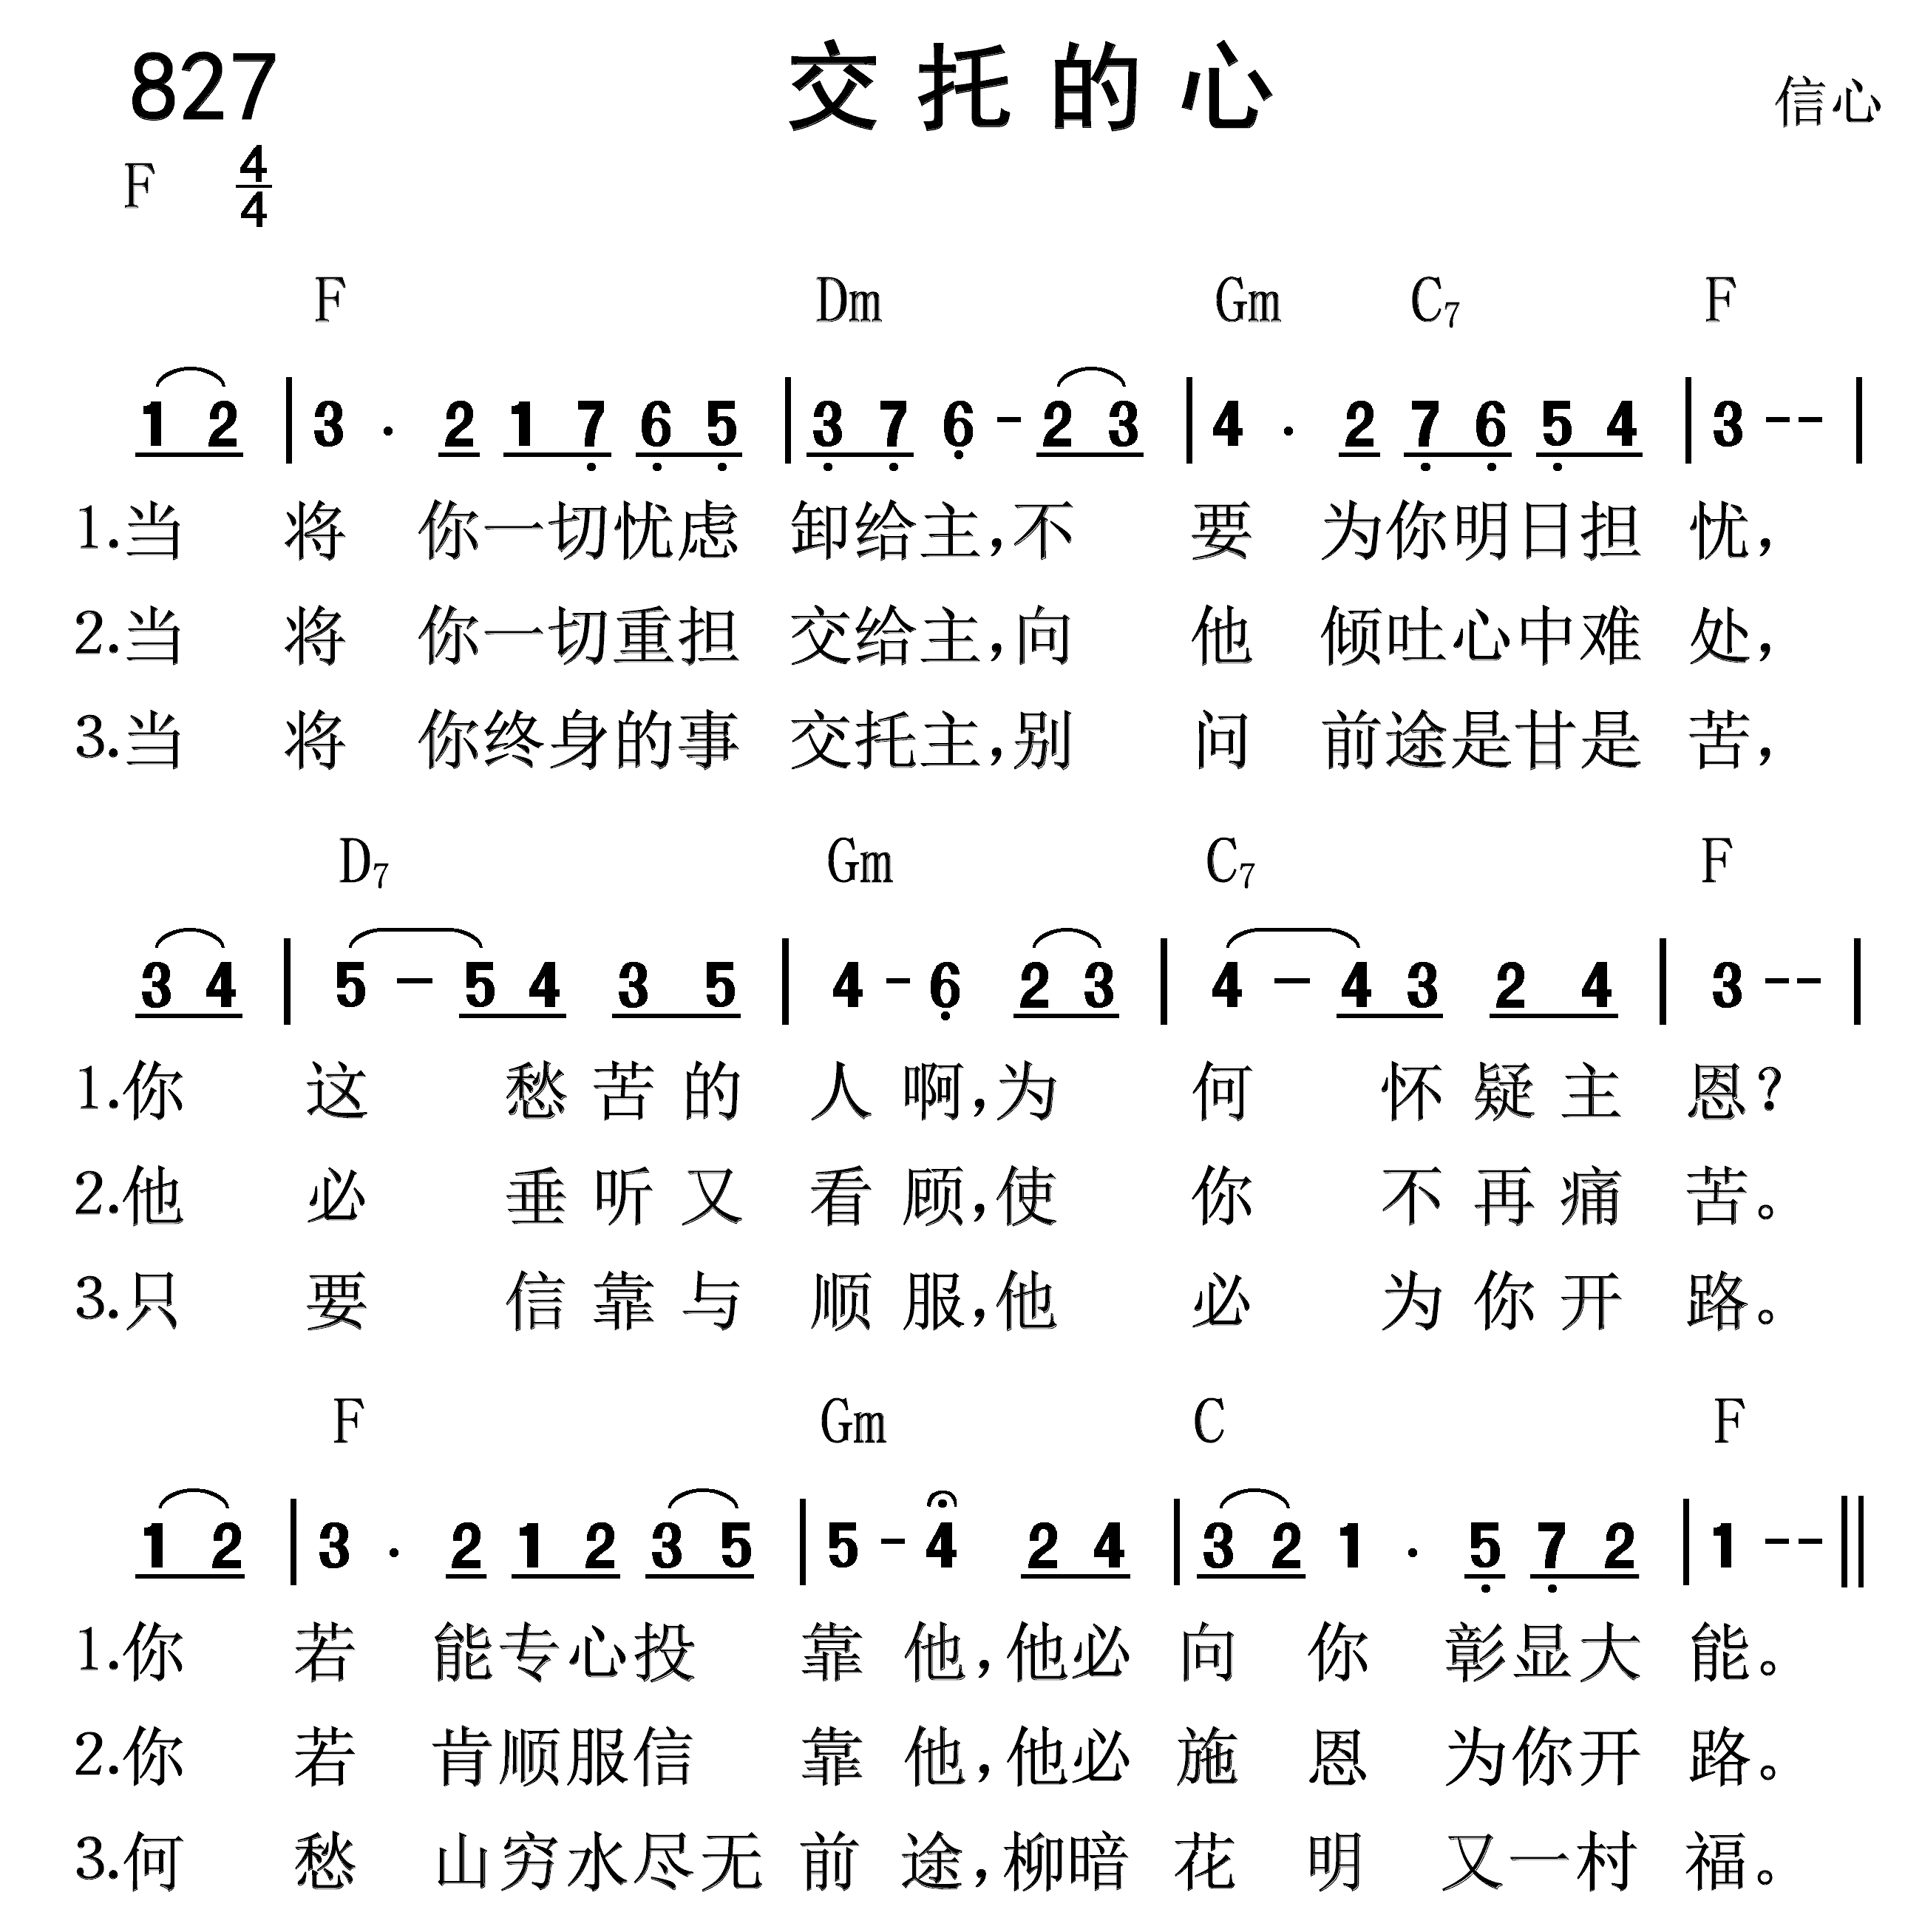 827 交托的心 信心
F 4/4
F Dm Gm C7 F
1 2 | 3 · 2 1 7 6 5 | 3 7 6 - 2 3 | 4 · 2 7 6 5 4 | 3 - - |
1.当 将 你一切忧虑 卸给主,不 要 为你明日担 忧,
2.当 将 你一切重担 交给主,向 他 倾吐心中难 处,
3.当 将 你终身的事 交托主,别 问 前途是甘是 苦,
D7 Gm C7 F
3 4 | 5 - 5 4 3 5 | 4 - 6 2 3 | 4 - 4 3 2 4 | 3 - - |
1.你 这 愁苦的 人啊,为 何 怀疑主 恩?
2.他 必 垂听又 看顾,使 你 不再痛 苦。
3.只 要 信靠与 顺服,他 必 为你开 路。
F Gm C F
1 2 | 3 · 2 1 2 3 5 | 5 - 4 2 4 | 3 2 1 · 5 7 2 | 1 - - ||
1.你 若 能专心投 靠他,他必 向 你 彰显大 能。
2.你 若 肯顺服信 靠他,他必 施 恩 为你开 路。
3.何 愁 山穷水尽无 前途,柳暗 花 明 又一村 福。